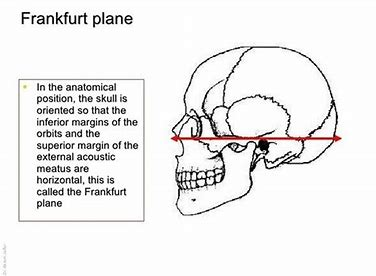 Frankfurt plane
In the anatomical
position, the skull is
oriented so that the
inferior margins of the
orbits and the
superior margin of the
external acoustic
meatus are
horizontal, this is
called the Frankfurt
plane